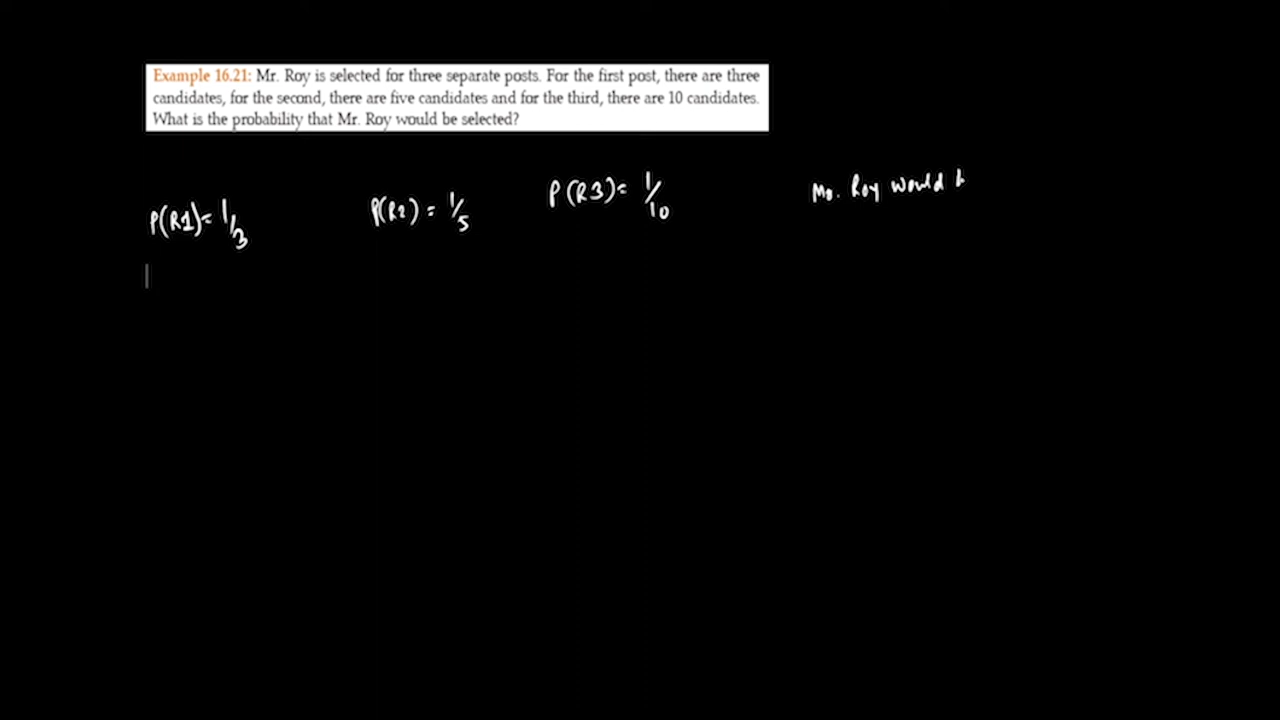 Example 16.21: Mr. Roy is selected for three separate posts. For the first post, there are three
candidates, for the second, there are five candidates and for the third, there are 10 candidates.
What is the probability that Mr. Roy would be selected?
P(R1)= 1/3
P(R2) = 1/5
P(R3)= 1/10
Mr. Roy would